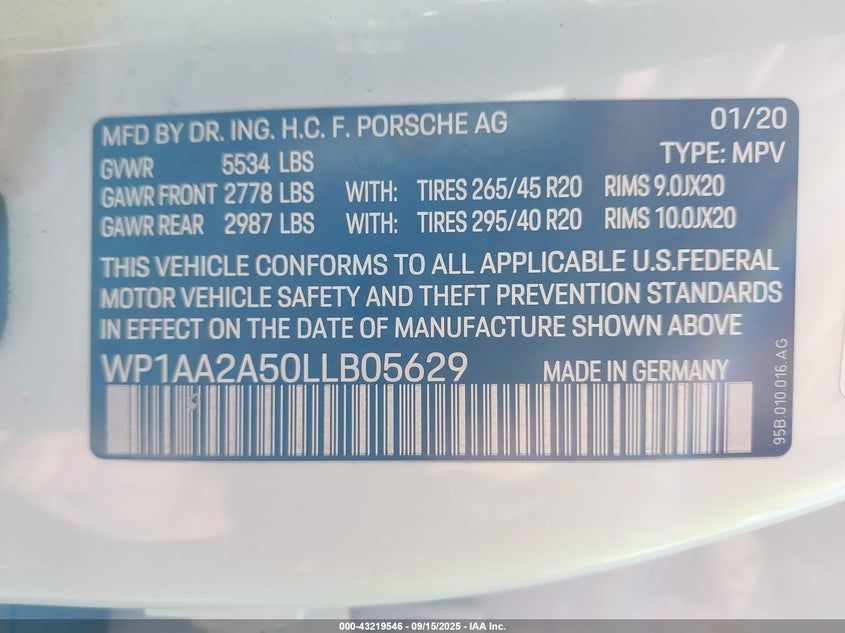 MFD BY DR. ING. H.C. F. PORSCHE AG 01/20
GVWR 5534 LBS TYPE: MPV
GAWR FRONT 2778 LBS WITH: TIRES 265/45 R20 RIMS 9.0JX20
GAWR REAR 2987 LBS WITH: TIRES 295/40 R20 RIMS 10.0JX20
THIS VEHICLE CONFORMS TO ALL APPLICABLE U.S.FEDERAL
MOTOR VEHICLE SAFETY AND THEFT PREVENTION STANDARDS
IN EFFECT ON THE DATE OF MANUFACTURE SHOWN ABOVE
WP1AA2A50LLB05629 MADE IN GERMANY
95B.010.016.AG
000-43219546 - 09/15/2025 - IAA, Inc.